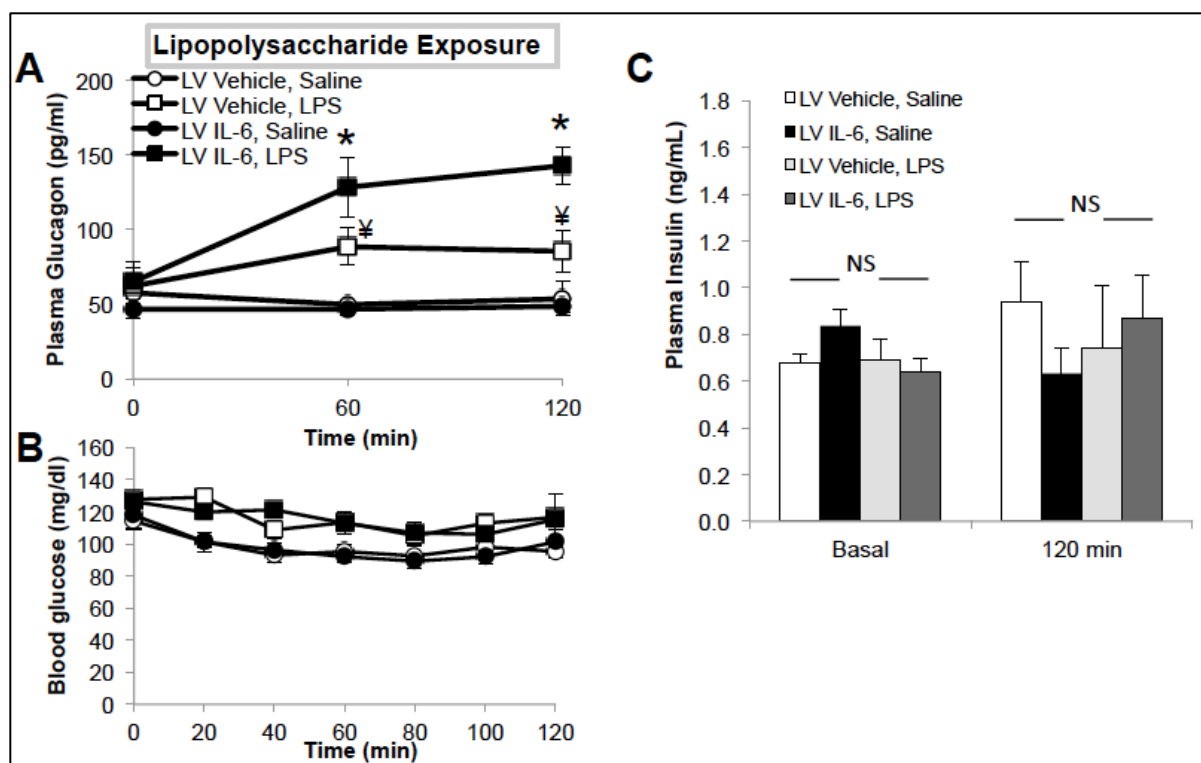 Lipopolysaccharide Exposure
A
Plasma Glucagon (pg/ml)
200
150
100
50
0
LV Vehicle, Saline
LV Vehicle, LPS
LV IL-6, Saline
LV IL-6, LPS
* *
¥ ¥
0 60 120
Time (min)
B
Blood glucose (mg/dl)
160
140
120
100
80
60
40
20
0
0 20 40 60 80 100 120
Time (min)
C
Plasma Insulin (ng/mL)
1.8
1.6
1.4
1.2
1.0
0.8
0.6
0.4
0.2
0.0
LV Vehicle, Saline
LV IL-6, Saline
LV Vehicle, LPS
LV IL-6, LPS
NS NS
Basal 120 min